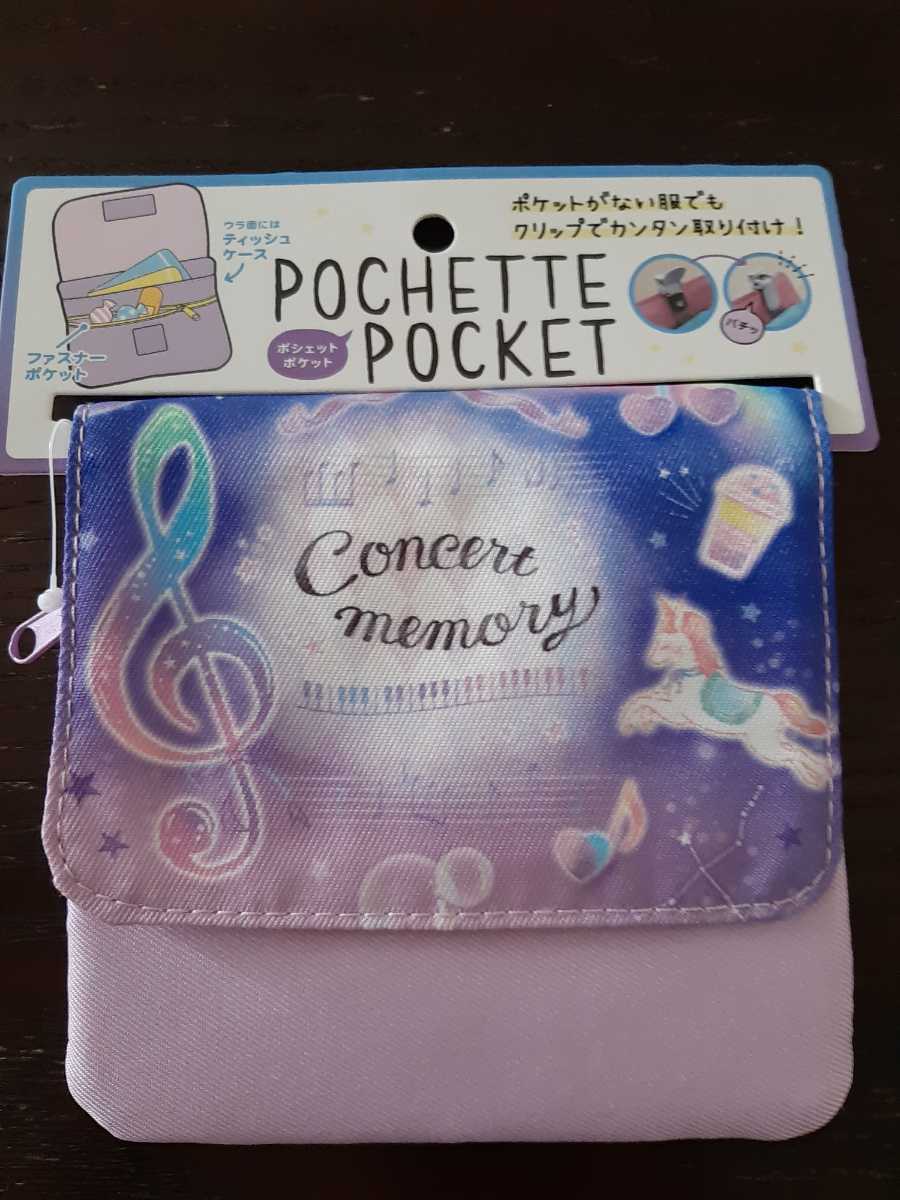 ウラ面には
ティッシュ
ケース
ファスナー
ポケット
ポケットがない服でも
クリップでカンタン取り付け!
POCHETTE
POCKET
ポシェット
ポケット
パチッ
Concert
memory